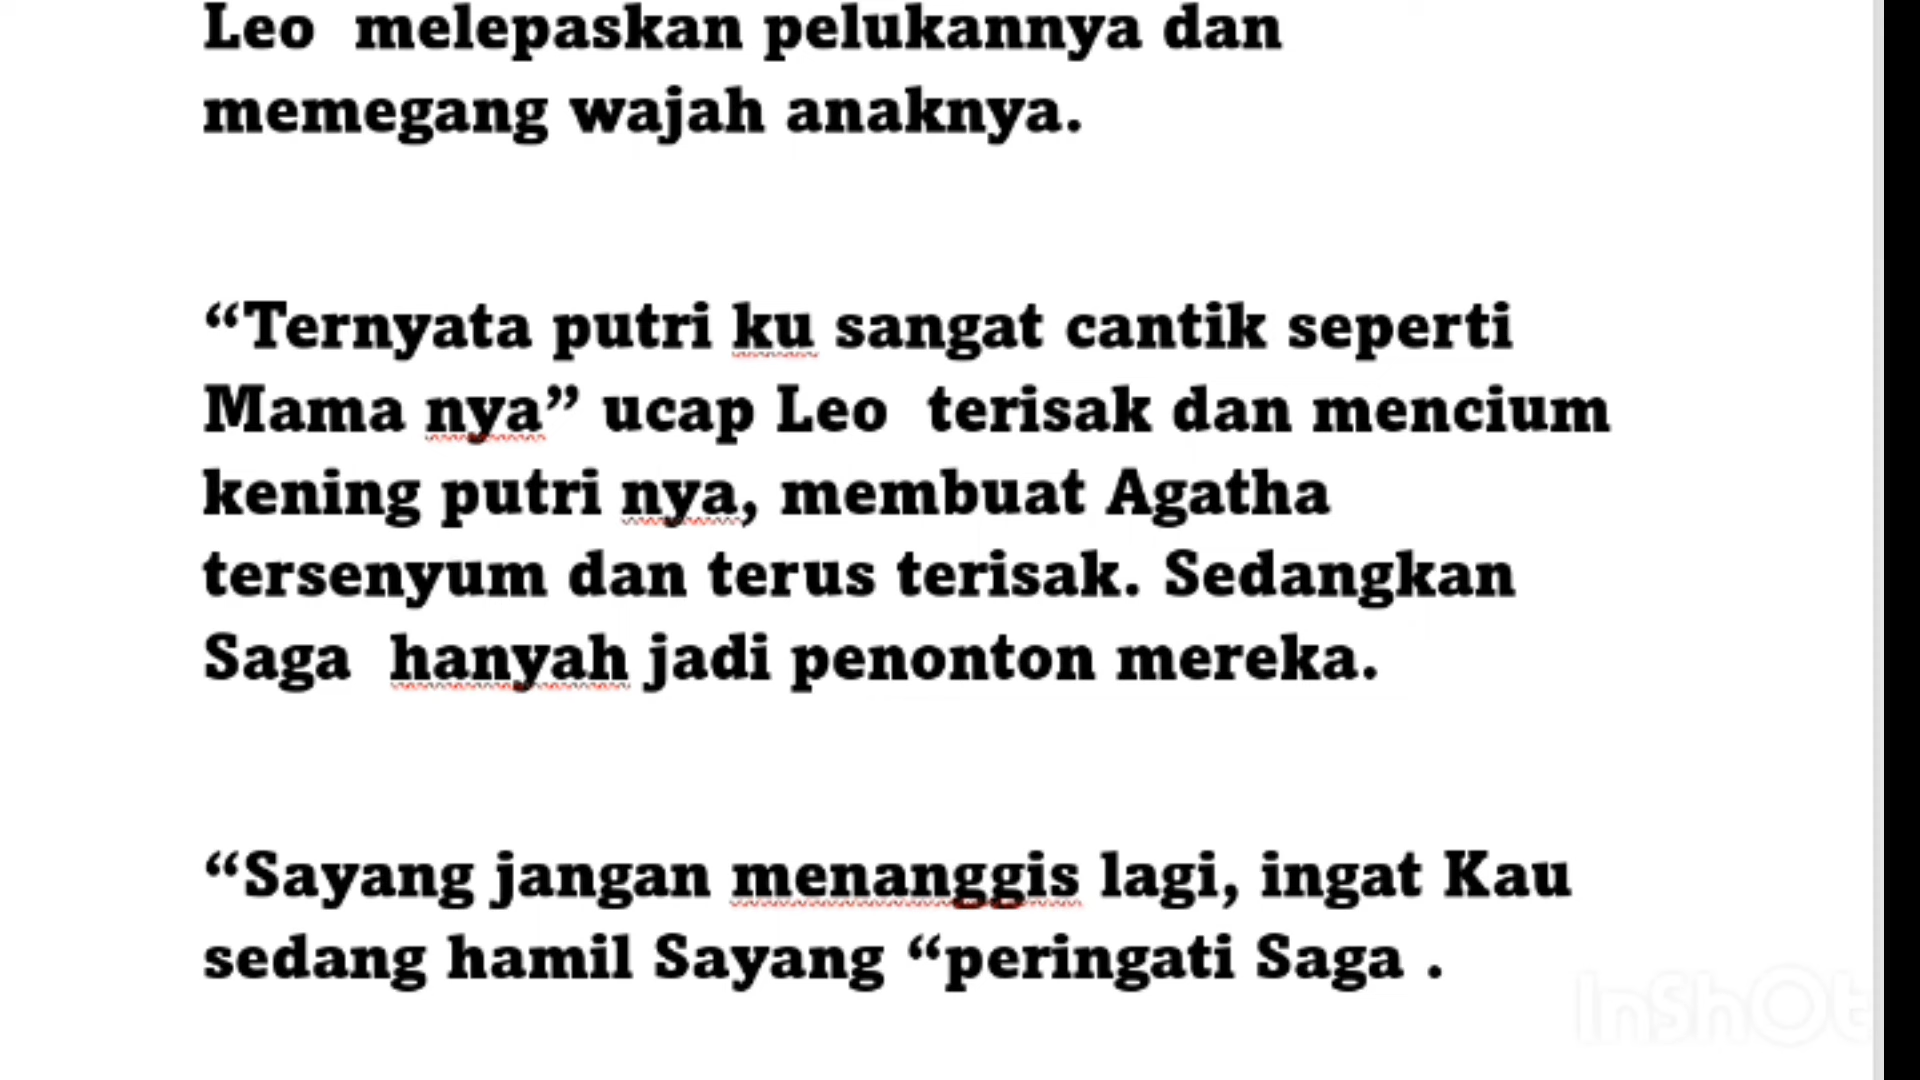 Leo  melepaskan pelukannya dan
memegang wajah anaknya.
“Ternyata putri ku sangat cantik seperti
Mama nya” ucap Leo  terisak dan mencium
kening putri nya, membuat Agatha
tersenyum dan terus terisak. Sedangkan
Saga  hanyah jadi penonton mereka.
“Sayang jangan menanggis lagi, ingat Kau
sedang hamil Sayang “peringati Saga .
InShOt